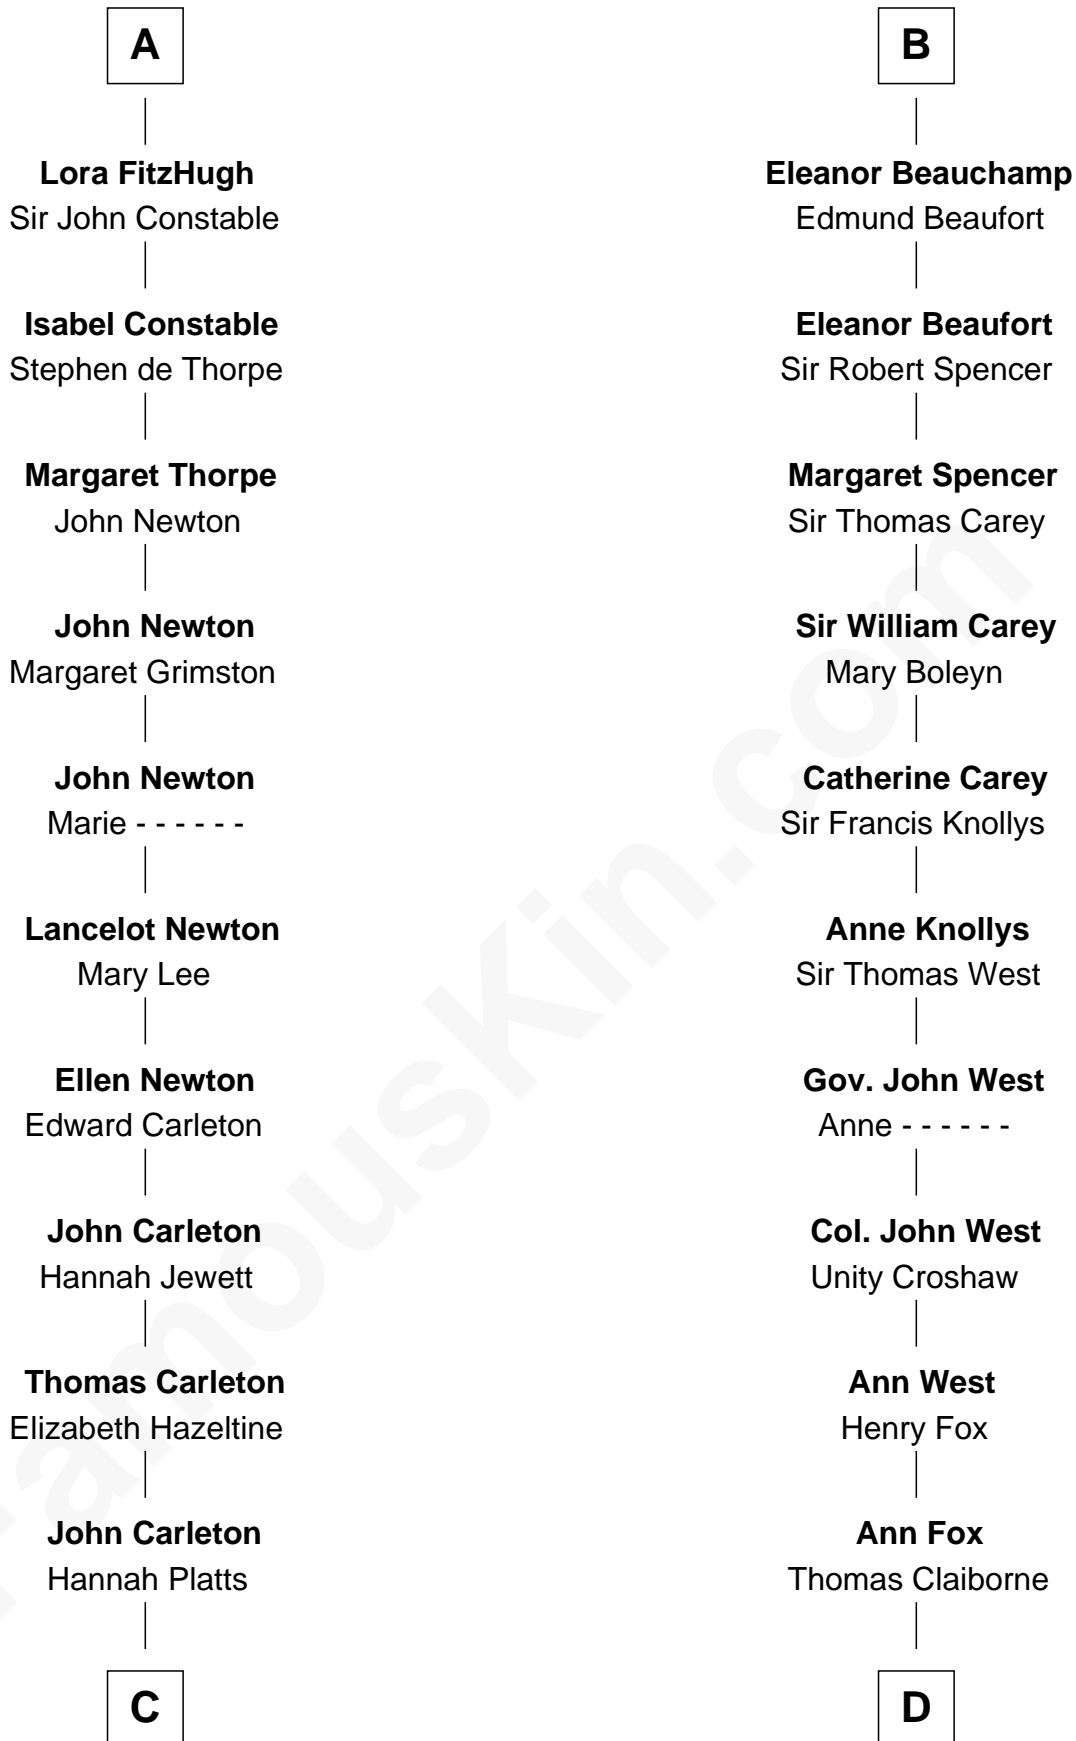 A
Lora FitzHugh
Sir John Constable
Isabel Constable
Stephen de Thorpe
Margaret Thorpe
John Newton
John Newton
Margaret Grimston
John Newton
Marie - - - - - -
Lancelot Newton
Mary Lee
Ellen Newton
Edward Carleton
John Carleton
Hannah Jewett
Thomas Carleton
Elizabeth Hazeltine
John Carleton
Hannah Platts
C
B
Eleanor Beauchamp
Edmund Beaufort
Eleanor Beaufort
Sir Robert Spencer
Margaret Spencer
Sir Thomas Carey
Sir William Carey
Mary Boleyn
Catherine Carey
Sir Francis Knollys
Anne Knollys
Sir Thomas West
Gov. John West
Anne - - - - - -
Col. John West
Unity Croshaw
Ann West
Henry Fox
Ann Fox
Thomas Claiborne
D
FamousKin.com